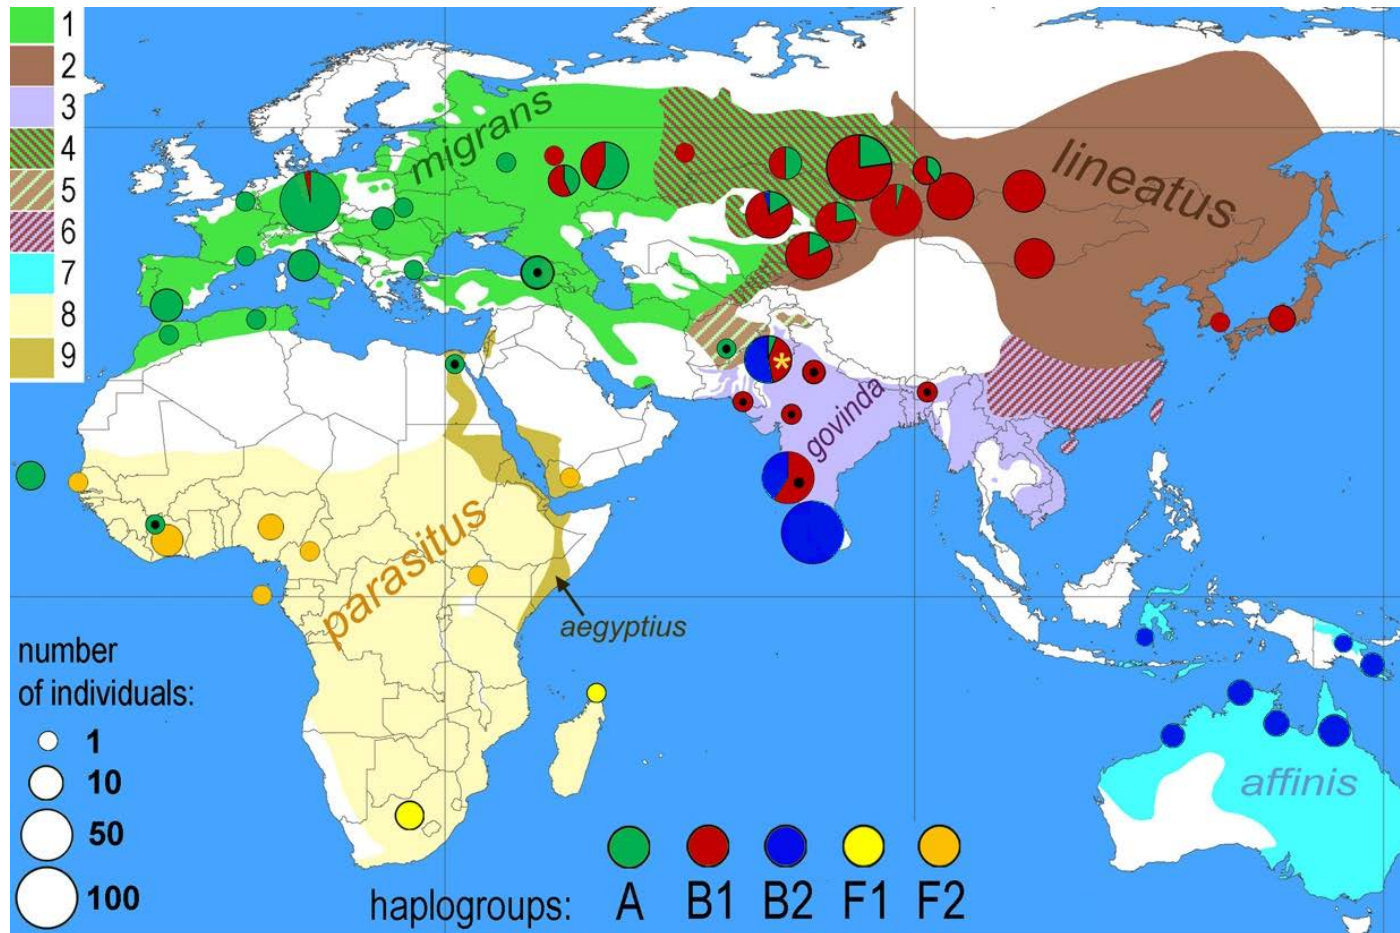 1
2
3
4
5
6
7
8
9
migrans
lineatus
govinda
parasitus
aegyptius
affinis
number
of individuals:
1
10
50
100
haplogroups: A B1 B2 F1 F2